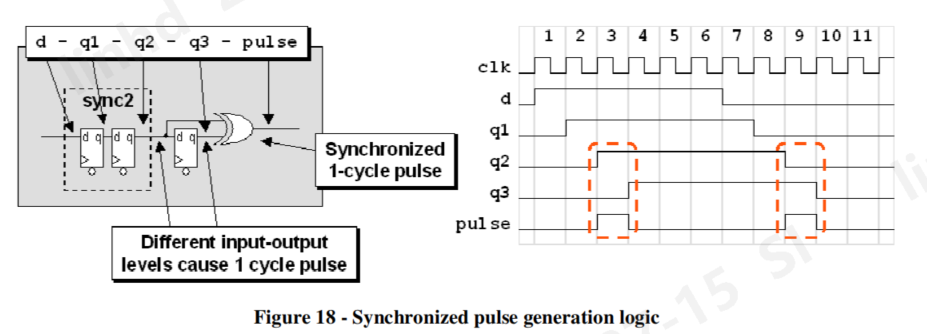 d - q1 - q2 - q3 - pulse
sync2
d q
d q
d q
Synchronized
1-cycle pulse
Different input-output
levels cause 1 cycle pulse
1 2 3 4 5 6 7 8 9 10 11
clk
d
q1
q2
q3
pulse
Figure 18 - Synchronized pulse generation logic